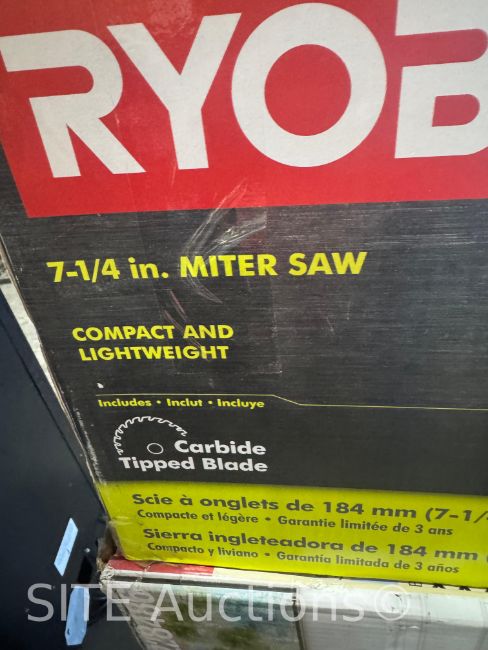 RYOB
7-1/4 in. MITER SAW
COMPACT AND
LIGHTWEIGHT
Includes • Inclut • Incluye
Carbide
Tipped Blade
Scie à onglets de 184 mm (7-1/
Compacte et légère • Garantie limitée de 3 ans
Sierra ingleteadora de 184 mm (
Compacto y liviano • Garantía limitada de 3 años
SITE Auctions©